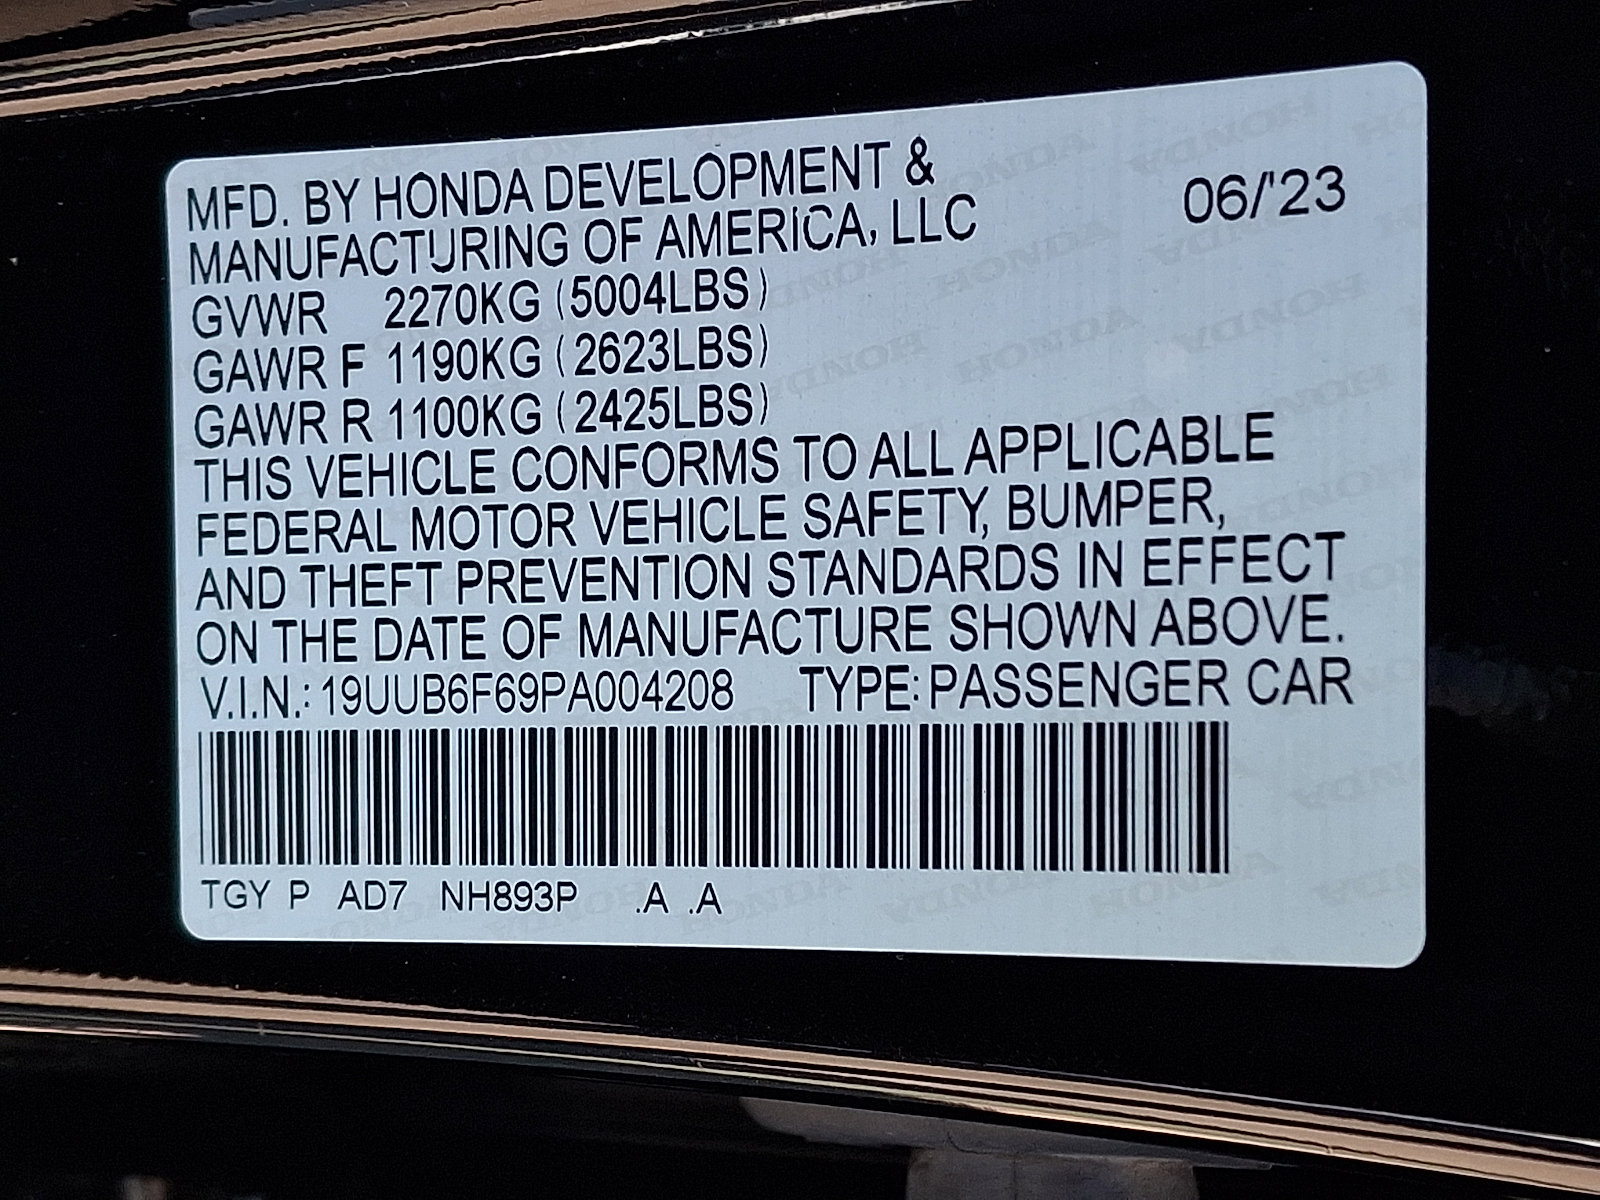 MFD. BY HONDA DEVELOPMENT &
MANUFACTURING OF AMERICA, LLC
06/'23
GVWR 2270KG (5004LBS)
GAWR F 1190KG (2623LBS)
GAWR R 1100KG (2425LBS)
THIS VEHICLE CONFORMS TO ALL APPLICABLE
FEDERAL MOTOR VEHICLE SAFETY, BUMPER,
AND THEFT PREVENTION STANDARDS IN EFFECT
ON THE DATE OF MANUFACTURE SHOWN ABOVE.
V.I.N.: 19UUB6F69PA004208 TYPE: PASSENGER CAR
TGY P AD7 NH893P .A .A